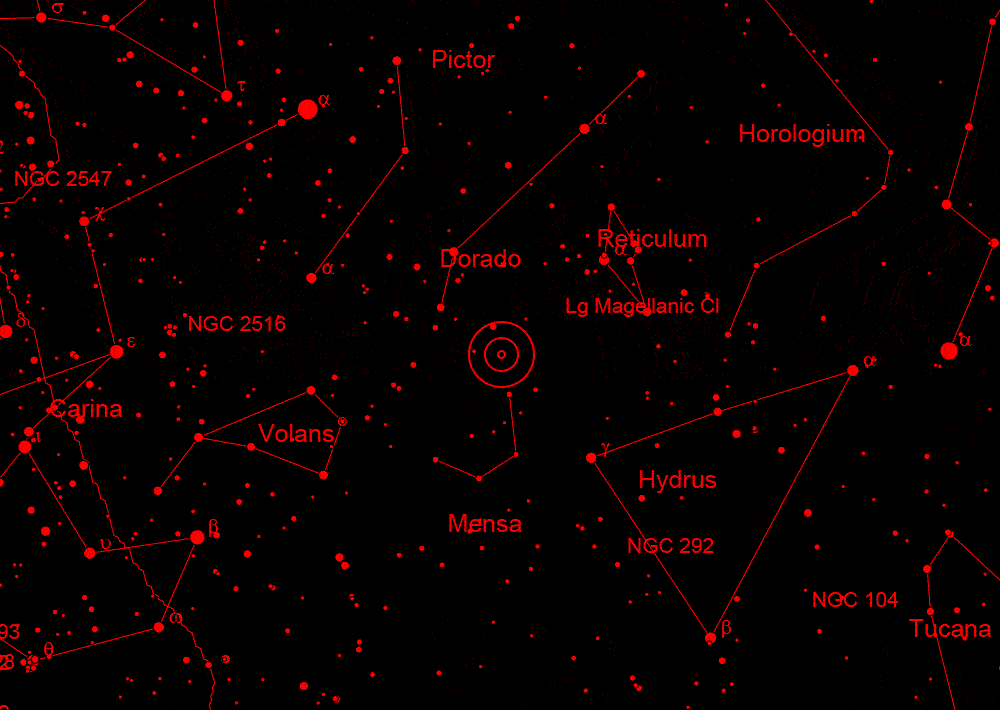 σ
Pictor
τ
α
α
Horologium
NGC 2547
χ
Reticulum
α
Dorado
α
Lg Magellanic Cl
δ
NGC 2516
ε
α
α
Carina
Volans
ι
γ
Hydrus
Mensa
β
υ
NGC 292
NGC 104
ω
β
Tucana
93
θ